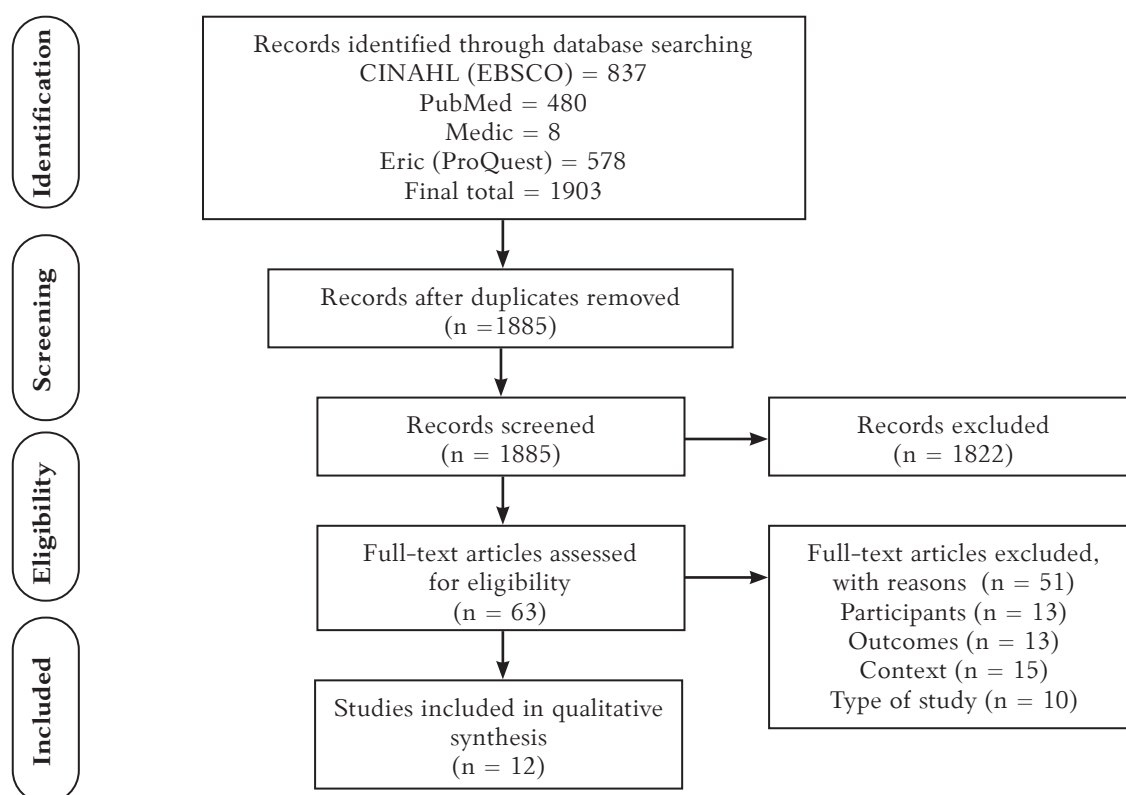 Identification
Records identified through database searching
CINAHL (EBSCO) = 837
PubMed = 480
Medic = 8
Eric (ProQuest) = 578
Final total = 1903
Screening
Records after duplicates removed
(n =1885)
Records screened
(n = 1885)
Records excluded
(n = 1822)
Eligibility
Full-text articles assessed
for eligibility
(n = 63)
Full-text articles excluded,
with reasons (n = 51)
Participants (n = 13)
Outcomes (n = 13)
Context (n = 15)
Type of study (n = 10)
Included
Studies included in qualitative
synthesis
(n = 12)